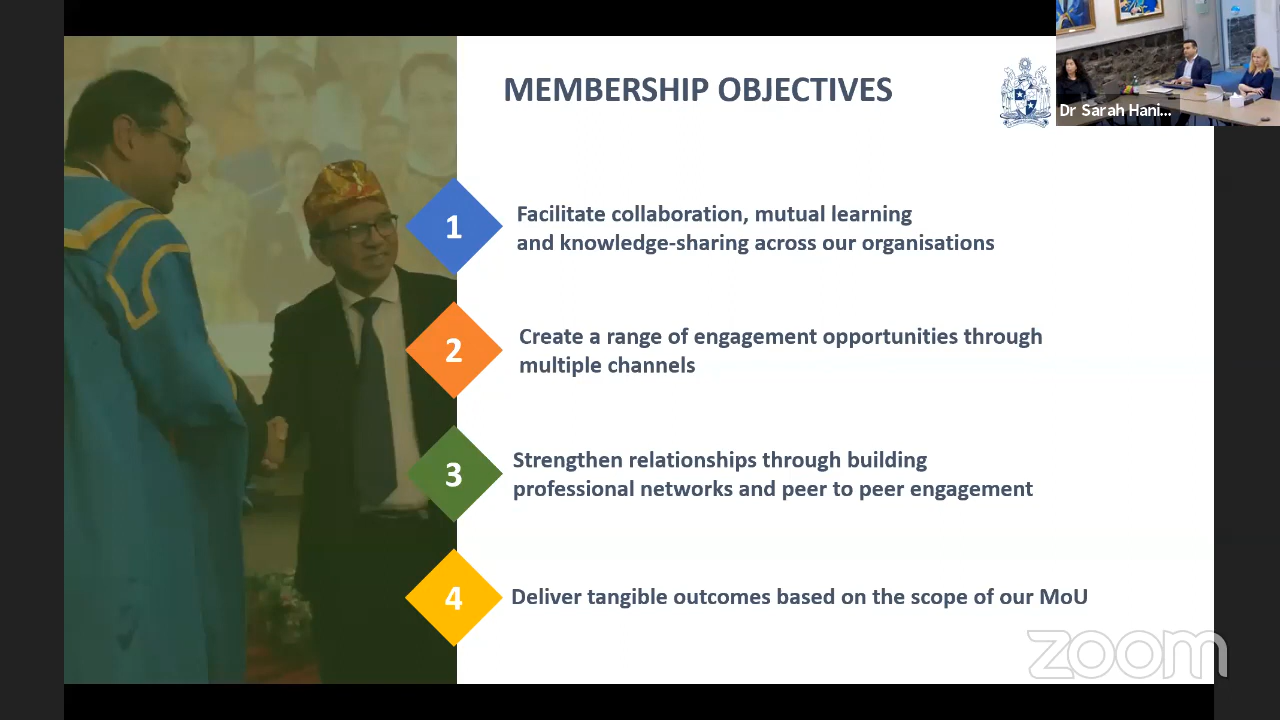 MEMBERSHIP OBJECTIVES
Dr Sarah Hani...
1
Facilitate collaboration, mutual learning
and knowledge-sharing across our organisations
2
Create a range of engagement opportunities through
multiple channels
3
Strengthen relationships through building
professional networks and peer to peer engagement
4
Deliver tangible outcomes based on the scope of our MoU
zoom